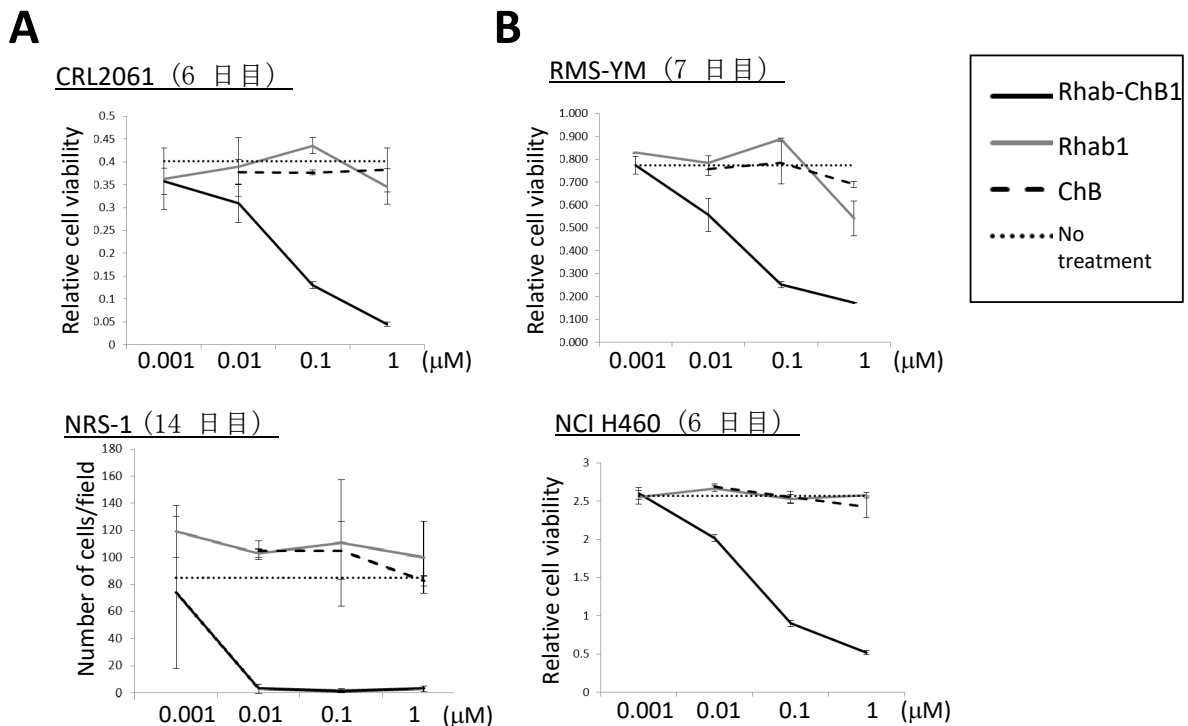 A
CRL2061 (6 日目)
Relative cell viability
0.5
0.45
0.4
0.35
0.3
0.25
0.2
0.15
0.1
0.05
0
0.001 0.01 0.1 1 (μM)
B
RMS-YM (7 日目)
Relative cell viability
1.000
0.900
0.800
0.700
0.600
0.500
0.400
0.300
0.200
0.100
0.000
0.001 0.01 0.1 1 (μM)
Rhab-ChB1
Rhab1
ChB
No
treatment
NRS-1 (14 日目)
Number of cells/field
180
160
140
120
100
80
60
40
20
0
0.001 0.01 0.1 1 (μM)
NCI H460 (6 日目)
Relative cell viability
3
2.5
2
1.5
1
0.5
0
0.001 0.01 0.1 1 (μM)